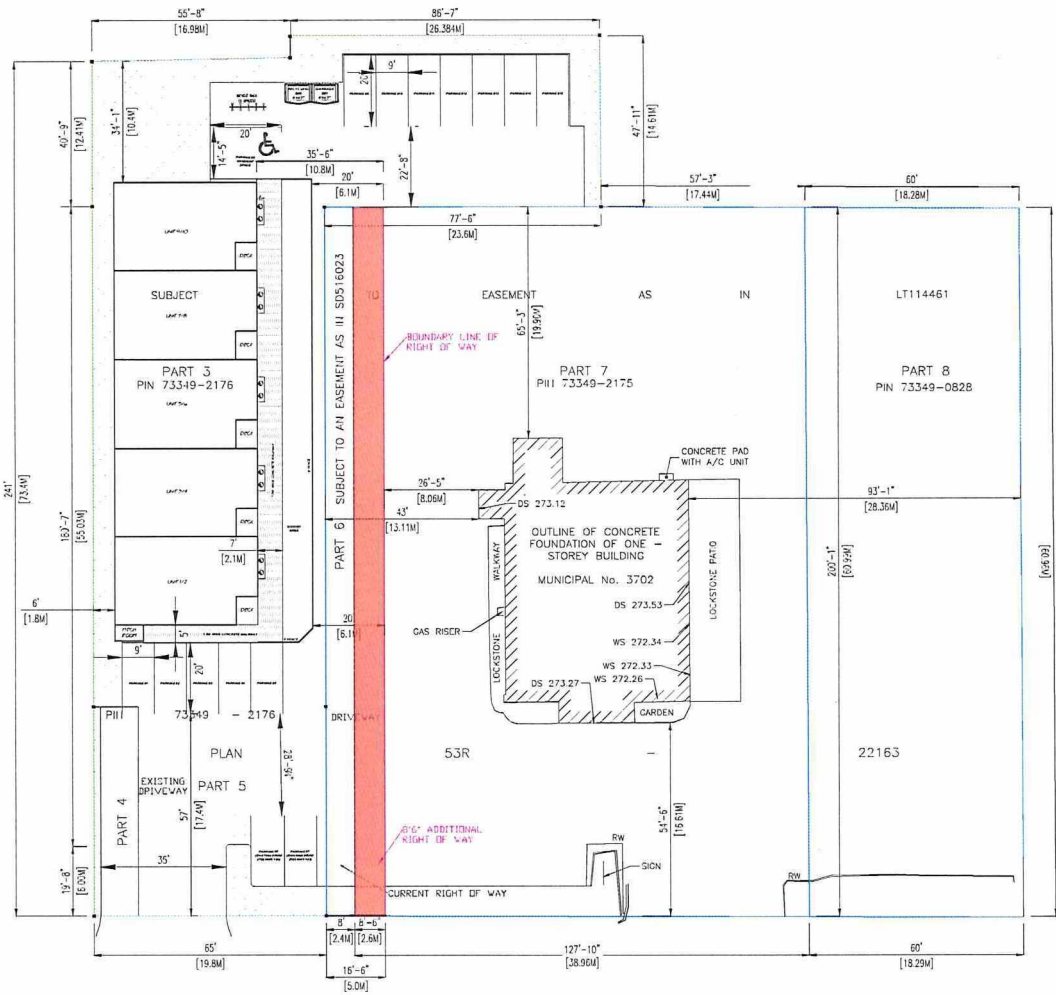 55'-8"
[16.98M]
86'-7"
[26.384M]
9'
20'
40'-9"
[12.41M]
34'-1"
[10.4M]
20'
14'-5"
35'-6"
[10.8M]
20'
[6.1M]
22'-8"
47'-11"
[14.61M]
57'-3"
[17.44M]
60'
[18.28M]
77'-6"
[23.6M]
DECK
SUBJECT
TO
EASEMENT
AS
IN
LT114461
65'-3"
[19.90M]
BOUNDARY LINE OF
RIGHT OF WAY
DECK
PART 3
PIN 73349-2176
PART 7
PIN 73349-2175
PART 8
PIN 73349-0828
DECK
PART 6 SUBJECT TO AN EASEMENT AS IN SD516023
241'
[73.4M]
180'-7"
[55.03M]
CONCRETE PAD
WITH A/C UNIT
26'-5"
[8.06M]
DS 273.12
43'
[13.11M]
93'-1"
[28.36M]
DECK
OUTLINE OF CONCRETE
FOUNDATION OF ONE -
STOREY BUILDING
MUNICIPAL No. 3702
7'
[2.1M]
LOCKSTONE WALKWAY
LOCKSTONE PATIO
200'-1"
[60.99M]
DS 273.53
6'
[1.8M]
DECK
GAS RISER
WS 272.34
20'
[6.1M]
5'
9'
20'
WS 272.33
DS 273.27
WS 272.26
GARDEN
PIN 73349 - 2176
DRIVEWAY
PLAN
53R
-
22163
EXISTING
DRIVEWAY
PART 5
PART 4
57'
[17.4M]
54'-6"
[16.61M]
8'6" ADDITIONAL
RIGHT OF WAY
RW
SIGN
RW
35'
19'-8"
[6.00M]
CURRENT RIGHT OF WAY
8'
[2.4M]
8'-6"
[2.6M]
65'
[19.8M]
127'-10"
[38.96M]
60'
[18.29M]
16'-6"
[5.0M]